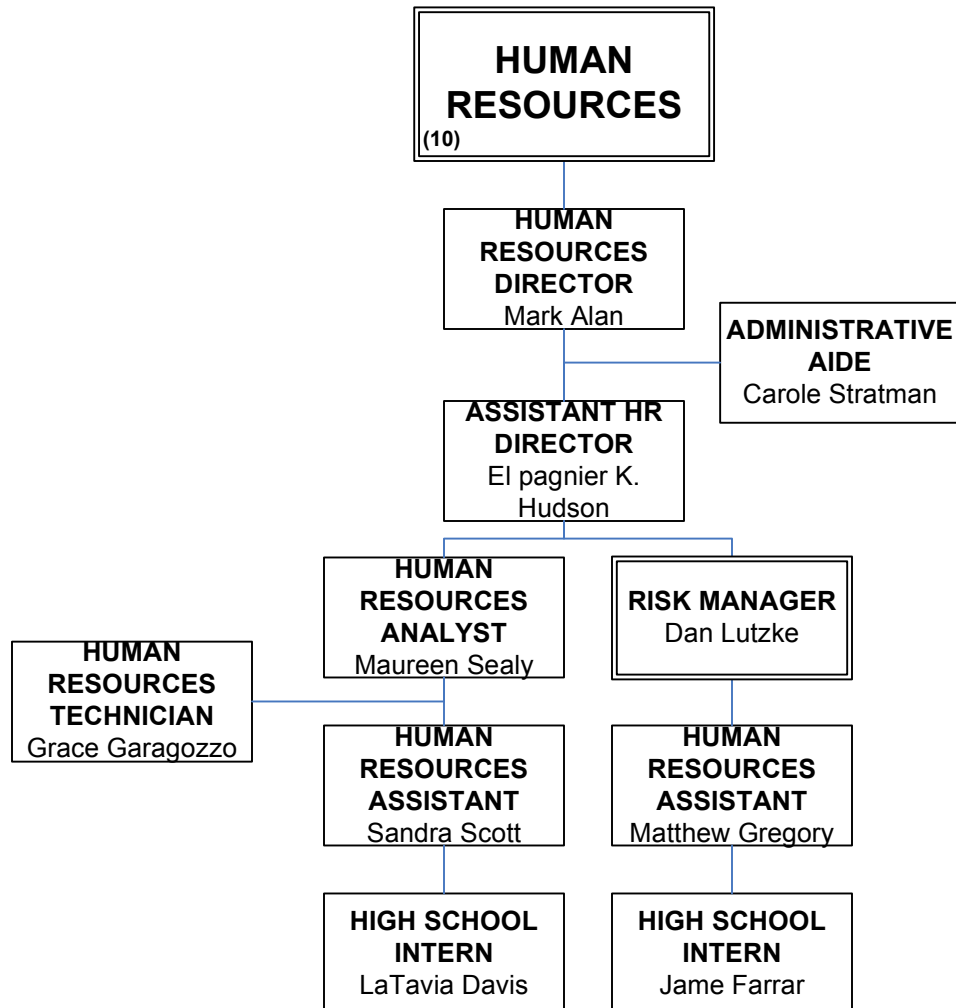 HUMAN
RESOURCES
(10)
HUMAN
RESOURCES
DIRECTOR
Mark Alan
ADMINISTRATIVE
AIDE
Carole Stratman
ASSISTANT HR
DIRECTOR
El pagnier K.
Hudson
HUMAN
RESOURCES
ANALYST
Maureen Sealy
RISK MANAGER
Dan Lutzke
HUMAN
RESOURCES
TECHNICIAN
Grace Garagozzo
HUMAN
RESOURCES
ASSISTANT
Sandra Scott
HUMAN
RESOURCES
ASSISTANT
Matthew Gregory
HIGH SCHOOL
INTERN
LaTavia Davis
HIGH SCHOOL
INTERN
Jame Farrar